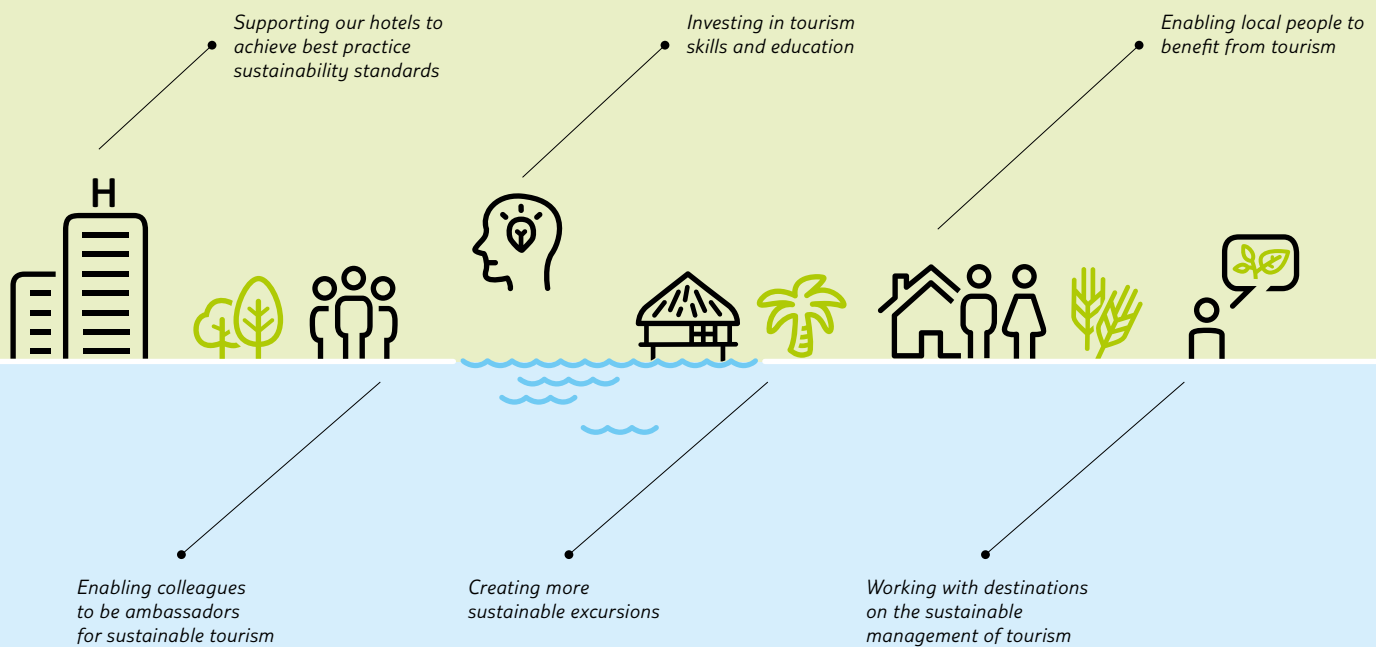 Supporting our hotels to
achieve best practice
sustainability standards
Investing in tourism
skills and education
Enabling local people to
benefit from tourism
H
Enabling colleagues
to be ambassadors
for sustainable tourism
Creating more
sustainable excursions
Working with destinations
on the sustainable
management of tourism